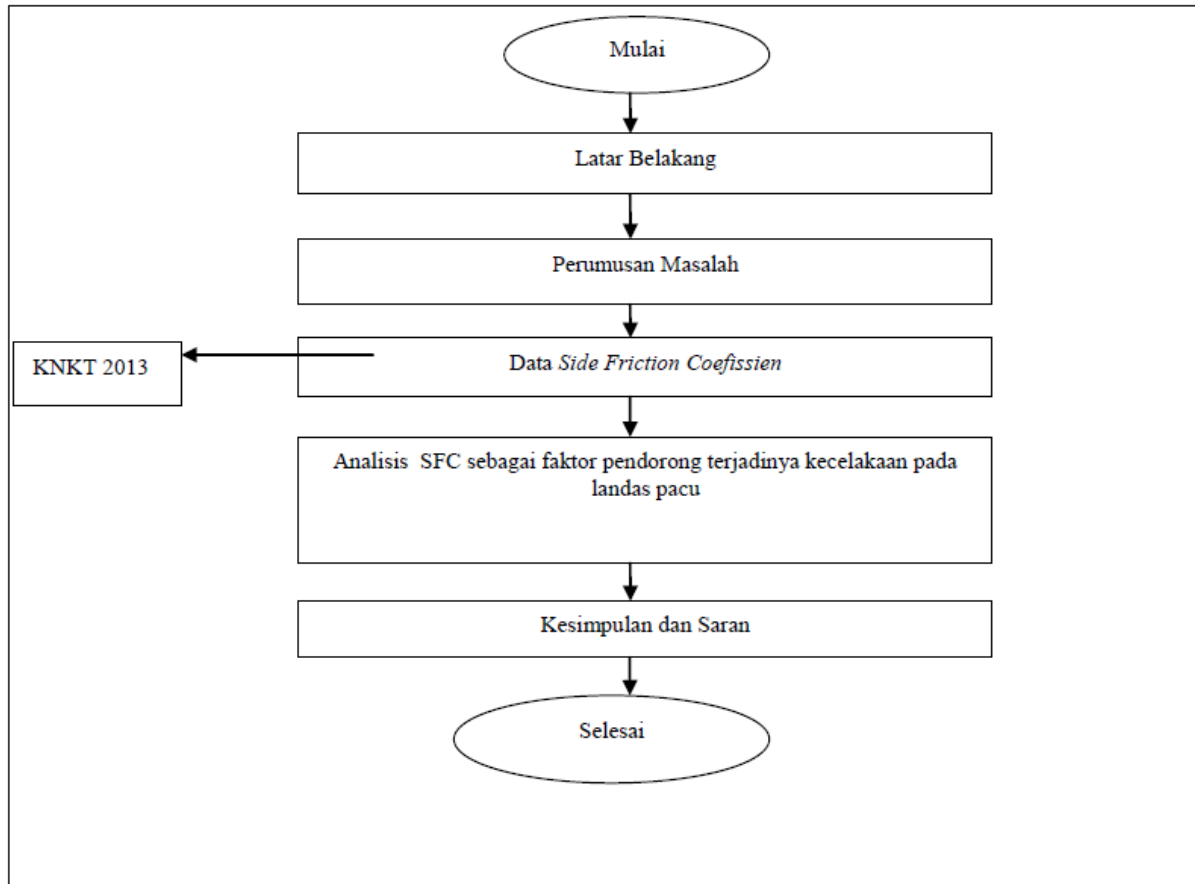 Mulai
Latar Belakang
Perumusan Masalah
KNKT 2013
Data Side Friction Coefissien
Analisis SFC sebagai faktor pendorong terjadinya kecelakaan pada
landas pacu
Kesimpulan dan Saran
Selesai